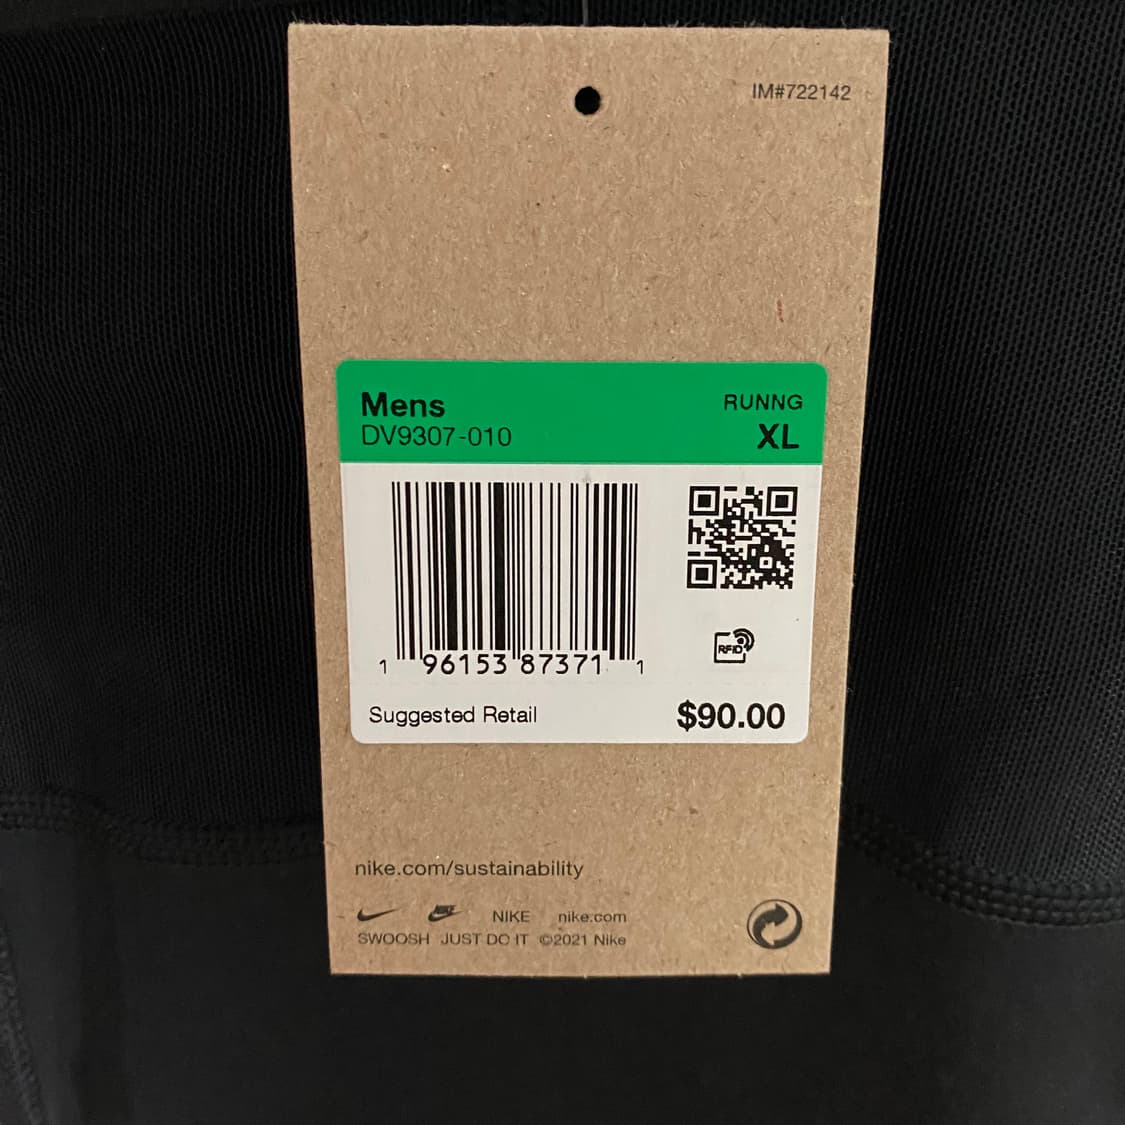 IM#722142
Mens
RUNNG
DV9307-010
XL
1 96153 87371 1
RFID
Suggested Retail
$90.00
nike.com/sustainability
NIKE nike.com
SWOOSH JUST DO IT ©2021 Nike